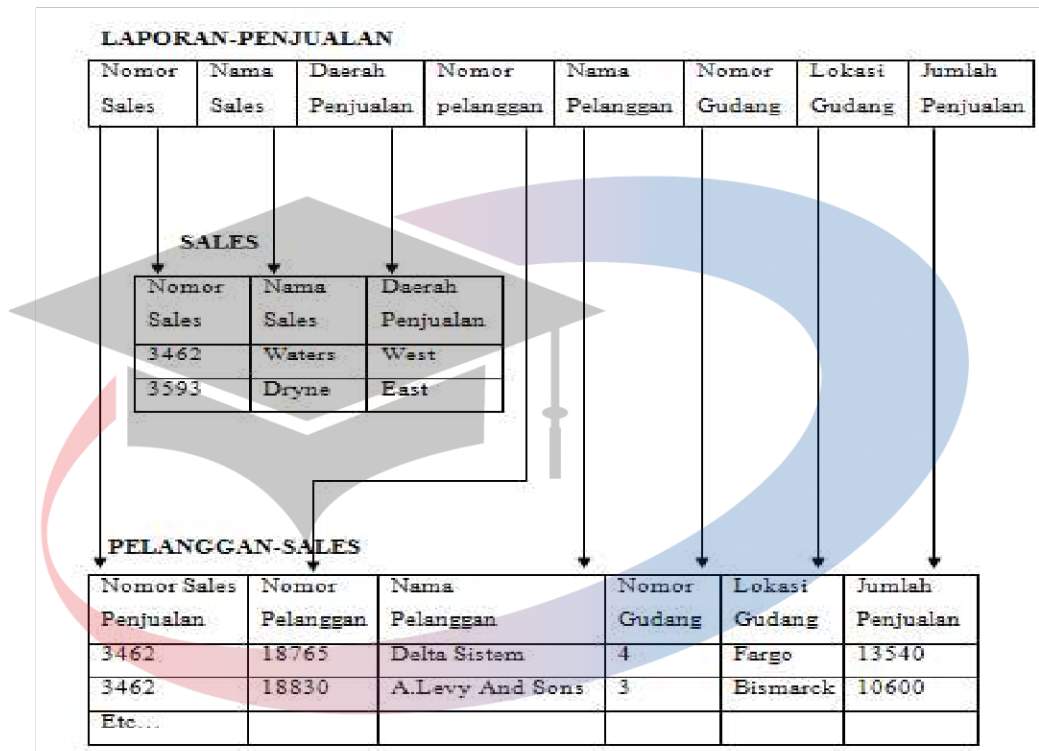 LAPORAN-PENJUALAN
Nomor Nama Daerah Nomor Nama Nomor Lokasi Jumlah
Sales Sales Penjualan pelanggan Pelanggan Gudang Gudang Penjualan
SALES
Nomor Nama Daerah
Sales Sales Penjualan
3462 Waters West
3593 Dryne East
PELANGGAN-SALES
Nomor Sales Nomor Nama Nomor Lokasi Jumlah
Penjualan Pelanggan Pelanggan Gudang Gudang Penjualan
3462 18765 Delta Sistem 4 Fargo 13540
3462 18830 A.Levy And Sons 3 Bismarck 10600
Etc...